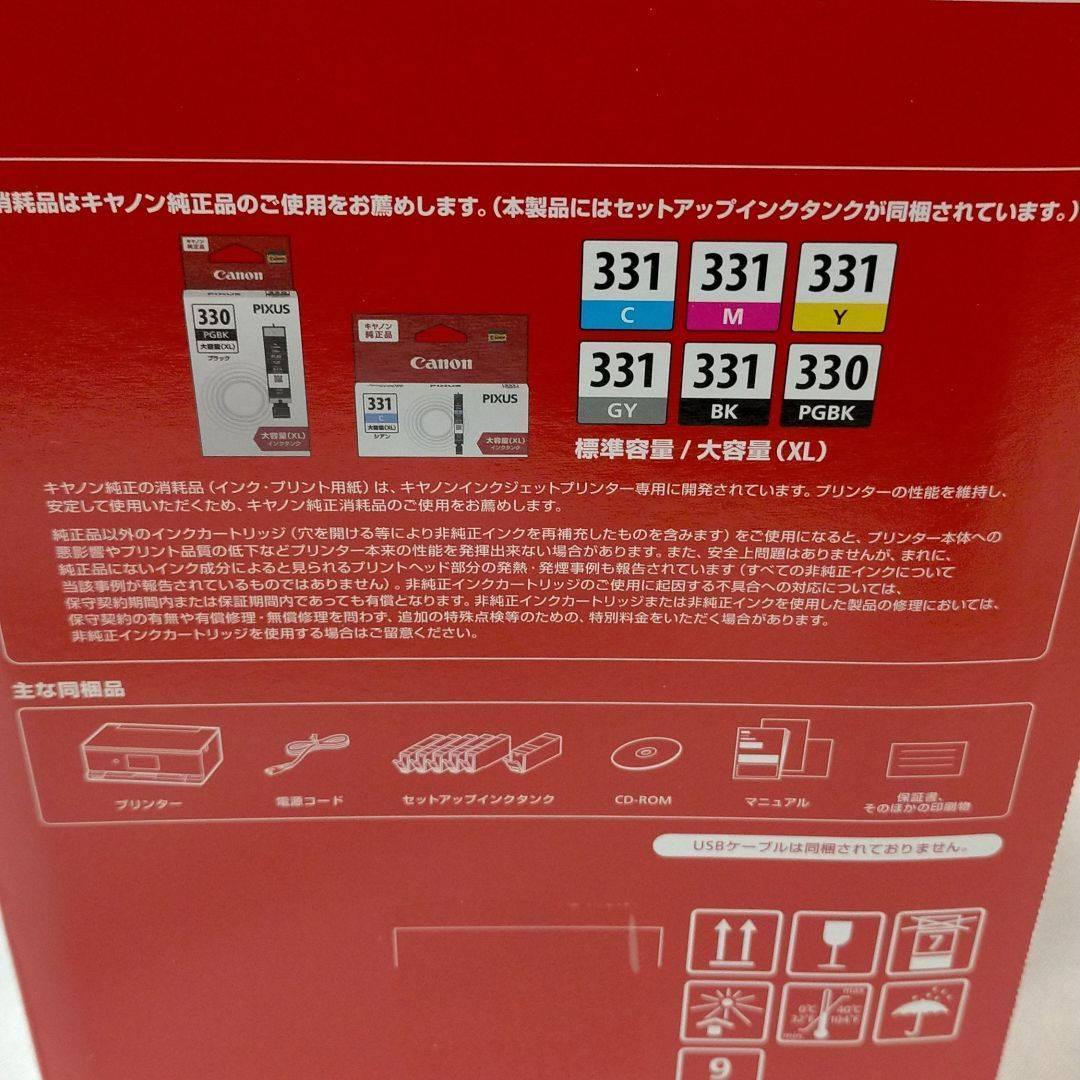 消耗品はキヤノン純正品のご使用をお薦めします。(本製品にはセットアップインクタンクが同梱されています。)
キヤノン
純正品
Canon
PIXUS
330
PGBK
大容量(XL)
ブラック
大容量(XL)
インクタンク
キヤノン
純正品
Canon
331
C
大容量(XL)
シアン
PIXUS
大容量(XL)
インクタンク
331
C
331
M
331
Y
331
GY
331
BK
330
PGBK
標準容量 / 大容量(XL)
キヤノン純正の消耗品(インク・プリント用紙)は、キヤノンインクジェットプリンター専用に開発されています。プリンターの性能を維持し、
安定して使用いただくため、キヤノン純正消耗品のご使用をお薦めします。
純正品以外のインクカートリッジ(穴を開ける等により非純正インクを再補充したものを含みます)をご使用になると、プリンター本体への
悪影響やプリント品質の低下などプリンター本来の性能を発揮出来ない場合があります。また、安全上問題はありませんが、まれに、
純正品にないインク成分によると見られるプリントヘッド部分の発熱・発煙事例も報告されています(すべての非純正インクについて
当該事例が報告されているものではありません)。非純正インクカートリッジのご使用に起因する不具合への対応については、
保守契約期間内または保証期間内であっても有償となります。非純正インクカートリッジまたは非純正インクを使用した製品の修理においては、
保守契約の有無や有償修理・無償修理を問わず、追加の特殊点検等のための、特別料金をいただく場合があります。
非純正インクカートリッジを使用する場合はご留意ください。
主な同梱品
プリンター
電源コード
セットアップインクタンク
CD-ROM
マニュアル
保証書、
そのほかの印刷物
USBケーブルは同梱されておりません。
7
max
0℃ 40℃
32℉ 104℉
min
9